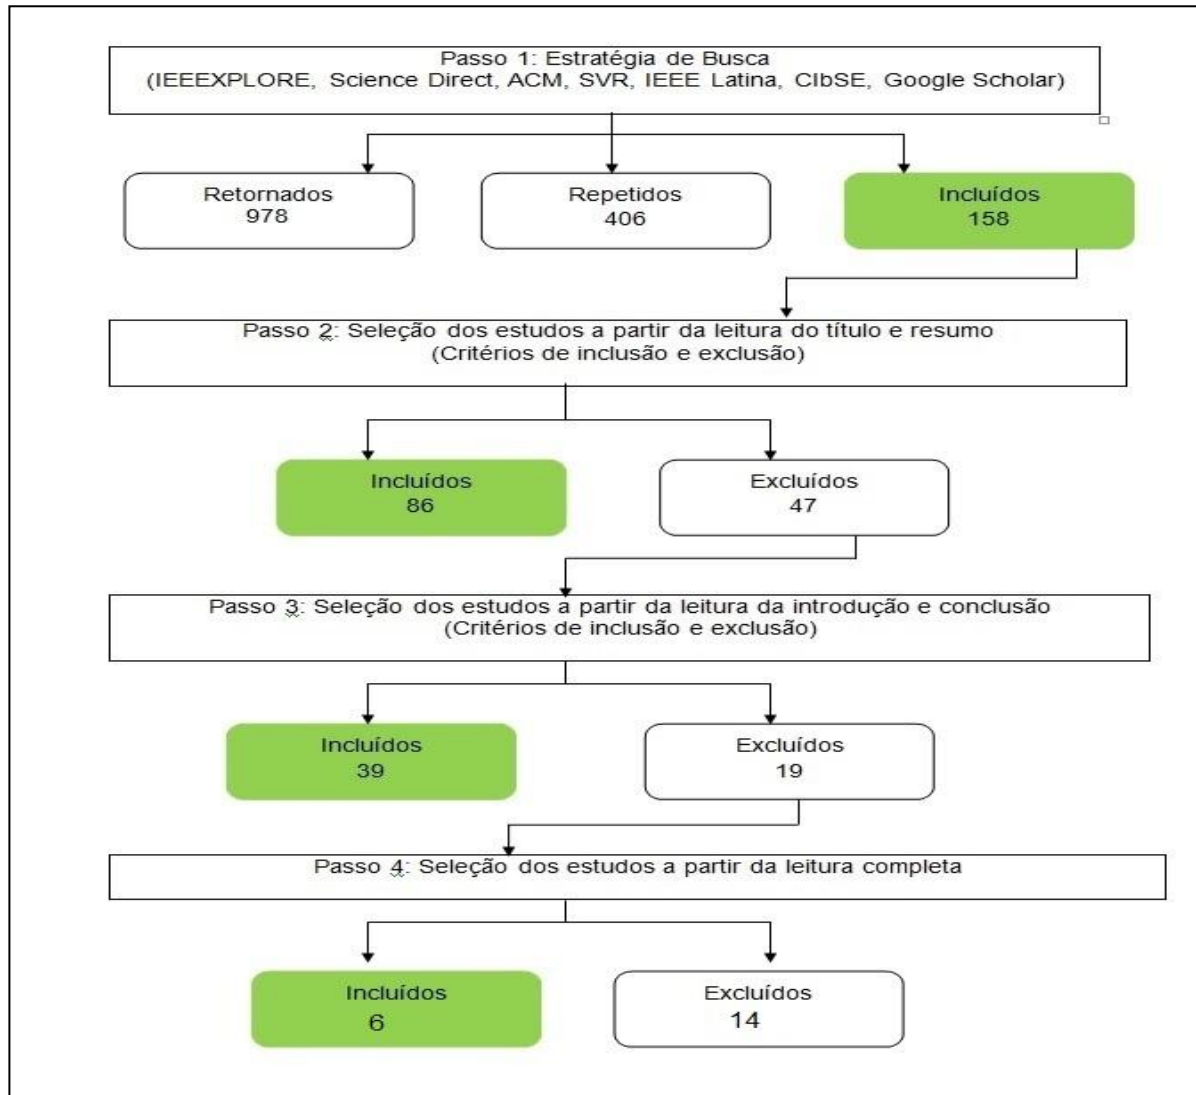 Passo 1: Estratégia de Busca
(IEEEXPLORE, Science Direct, ACM, SVR, IEEE Latina, CIbSE, Google Scholar)
Retornados
978
Repetidos
406
Incluídos
158
Passo 2: Seleção dos estudos a partir da leitura do título e resumo
(Critérios de inclusão e exclusão)
Incluídos
86
Excluídos
47
Passo 3: Seleção dos estudos a partir da leitura da introdução e conclusão
(Critérios de inclusão e exclusão)
Incluídos
39
Excluídos
19
Passo 4: Seleção dos estudos a partir da leitura completa
Incluídos
6
Excluídos
14